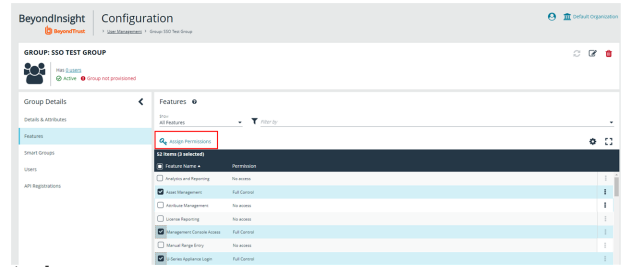 BeyondInsight
BeyondTrust
Configuration
User Management > Group: SSO Test Group
Default Organization
GROUP: SSO TEST GROUP
Has 0 users
Active Group not provisioned
Group Details
Details & Attributes
Features
Smart Groups
Users
API Registrations
Features
Filter
All Features
Filter by
Assign Permissions
52 items (3 selected)
Feature Name Permission
Analytics and Reporting No access
Asset Management Full Control
Attribute Management No access
License Reporting No access
Management Console Access Full Control
Manual Range Entry No access
U-Series Appliance Login Full Control